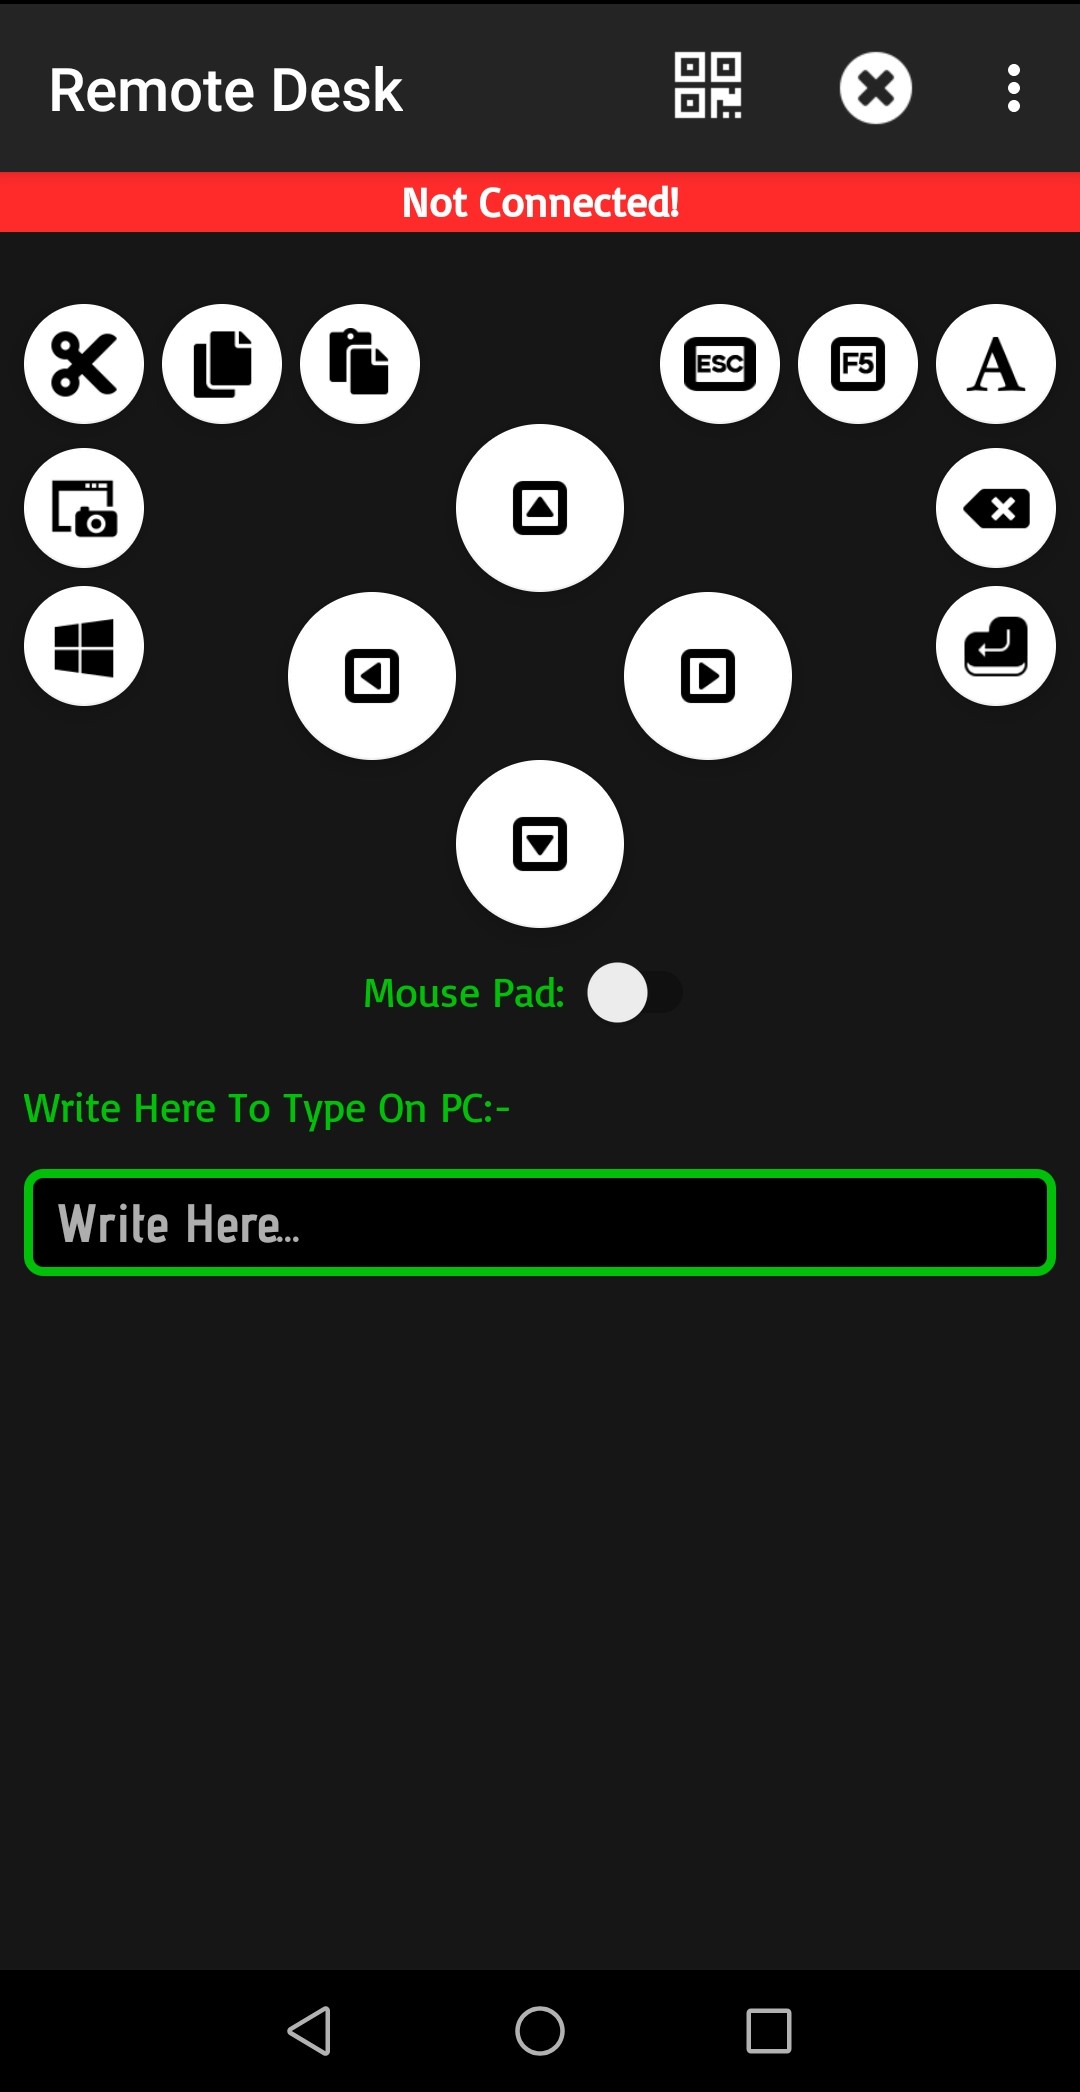 Remote Desk
Not Connected!
ESC
F5
A
Mouse Pad:
Write Here To Type On PC:-
Write Here...